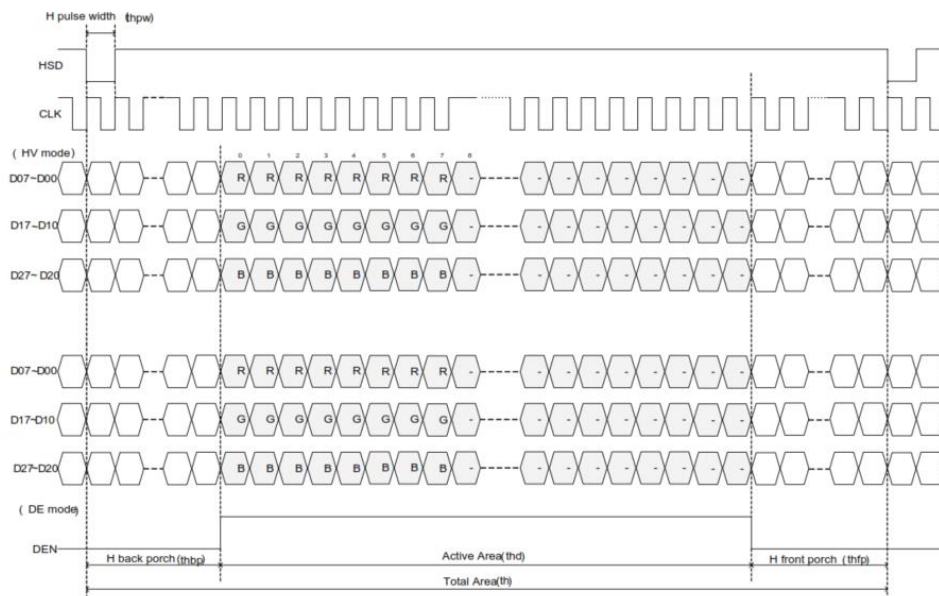 H pulse width (thpw)
HSD
CLK
( HV mode)
0 1 2 3 4 5 6 7 8
D07~D00 R R R R R R R R - - - - - - - - -
D17~D10 G G G G G G G G - - - - - - - - -
D27~D20 B B B B B B B B - - - - - - - - -
D07~D00 R R R R R R R R - - - - - - - - -
D17~D10 G G G G G G G G - - - - - - - - -
D27~D20 B B B B B B B B - - - - - - - - -
( DE mode)
DEN
H back porch (thbp) Active Area(thd) H front porch (thfp)
Total Area(th)